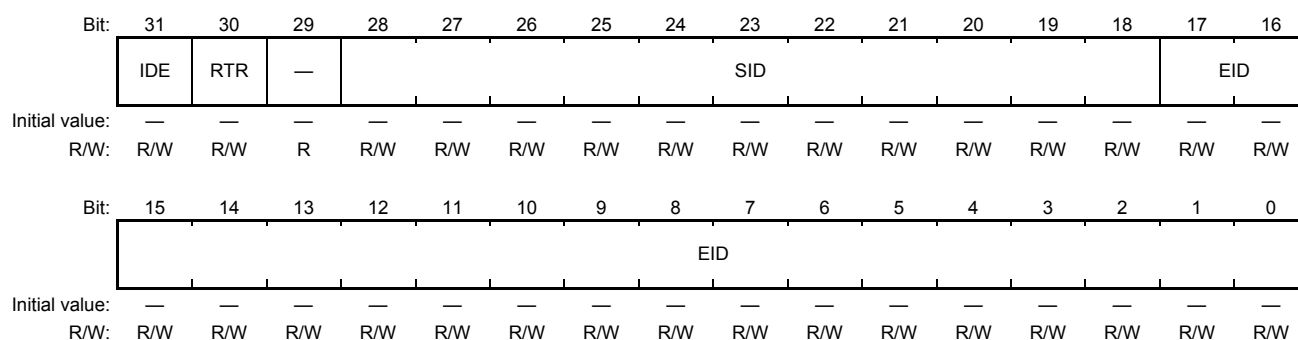 Bit: 31 30 29 28 27 26 25 24 23 22 21 20 19 18 17 16
IDE RTR — SID EID
Initial value: — — — — — — — — — — — — — — — —
R/W: R/W R/W R R/W R/W R/W R/W R/W R/W R/W R/W R/W R/W R/W R/W R/W
Bit: 15 14 13 12 11 10 9 8 7 6 5 4 3 2 1 0
EID
Initial value: — — — — — — — — — — — — — — — —
R/W: R/W R/W R/W R/W R/W R/W R/W R/W R/W R/W R/W R/W R/W R/W R/W R/W